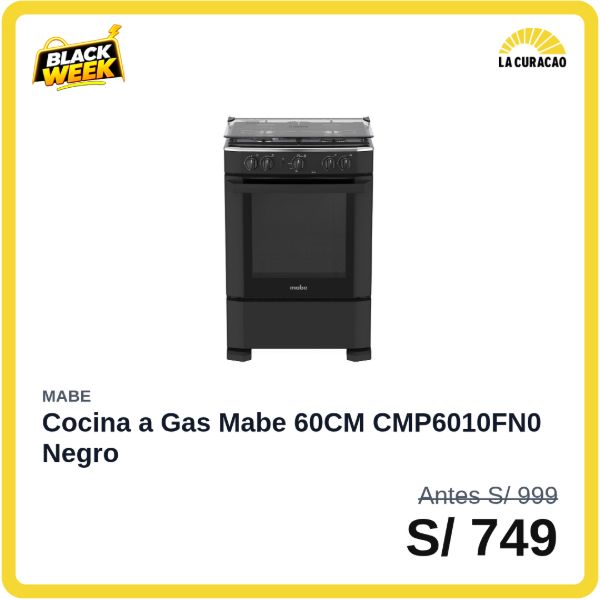 BLACK
WEEK
LA CURACAO
mabe
MABE
Cocina a Gas Mabe 60CM CMP6010FN0
Negro
Antes S/ 999
S/ 749